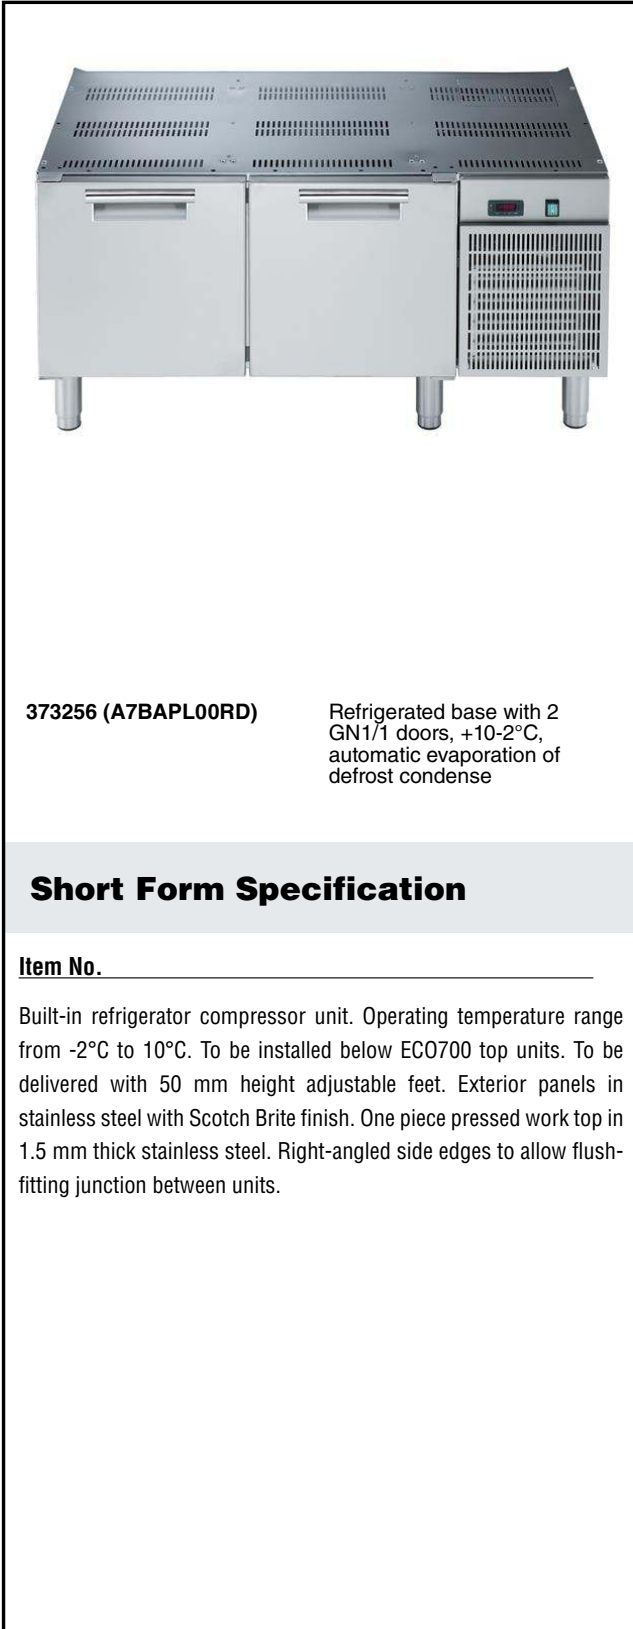 373256 (A7BAPL00RD)
Refrigerated base with 2
GN1/1 doors, +10-2°C,
automatic evaporation of
defrost condense
Short Form Specification
Item No.
Built-in refrigerator compressor unit. Operating temperature range
from -2°C to 10°C. To be installed below ECO700 top units. To be
delivered with 50 mm height adjustable feet. Exterior panels in
stainless steel with Scotch Brite finish. One piece pressed work top in
1.5 mm thick stainless steel. Right-angled side edges to allow flush-
fitting junction between units.